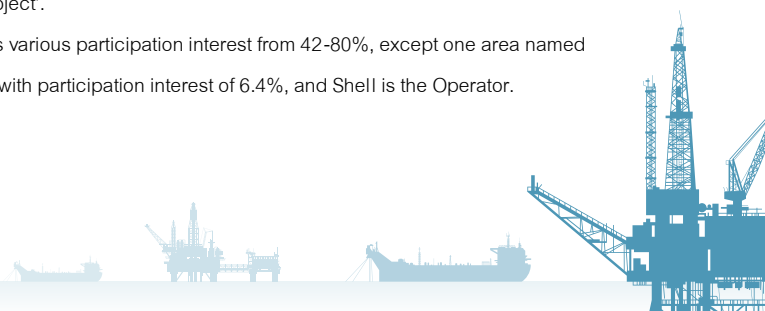 oject'.
s various participation interest from 42-80%, except one area named
with participation interest of 6.4%, and Shell is the Operator.